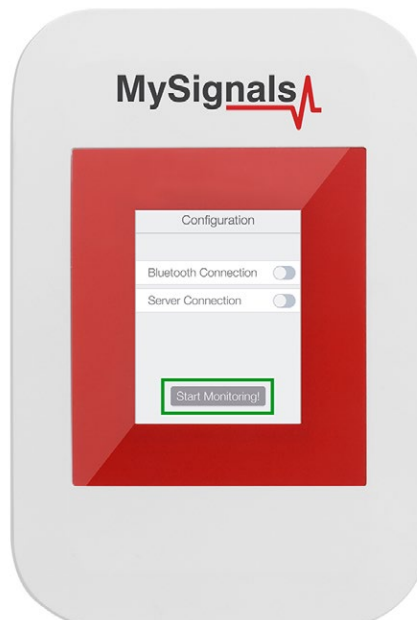 MySignals
Configuration
Bluetooth Connection
Server Connection
Start Monitoring!